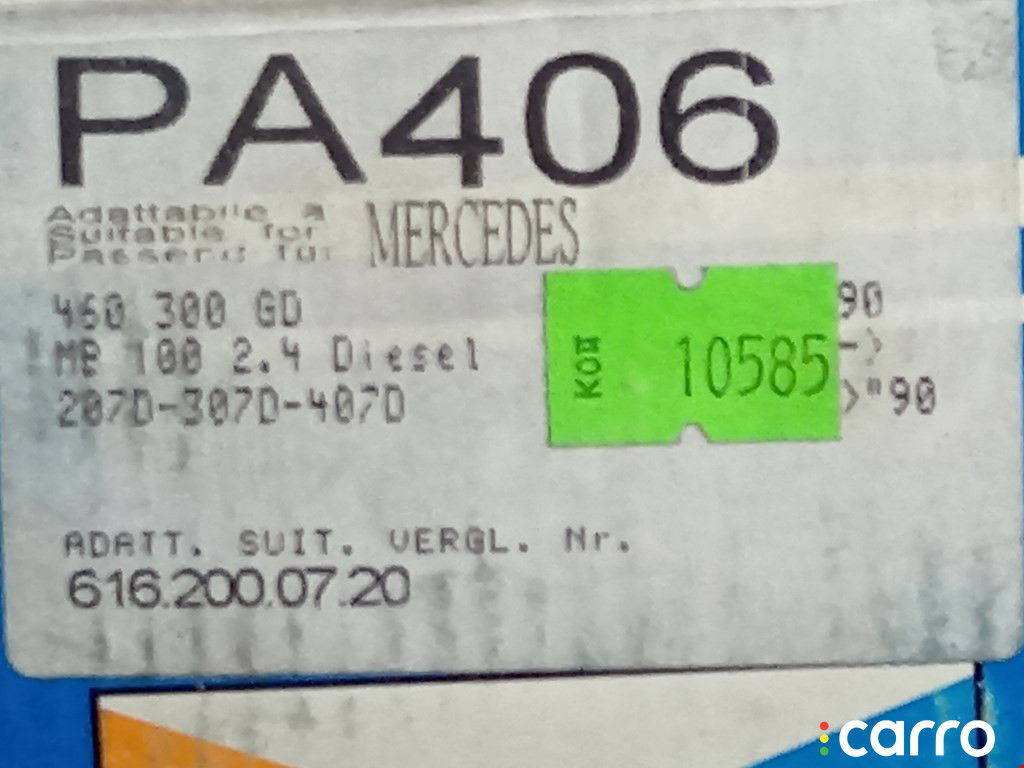 PA406
Adattabile a
Suitable for
Passend für MERCEDES
460 300 GD 90
MB 100 2.4 Diesel ->
207D-307D-407D >"90
Коп 10585
ADATT. SUIT. VERGL. Nr.
616.200.07.20
carro